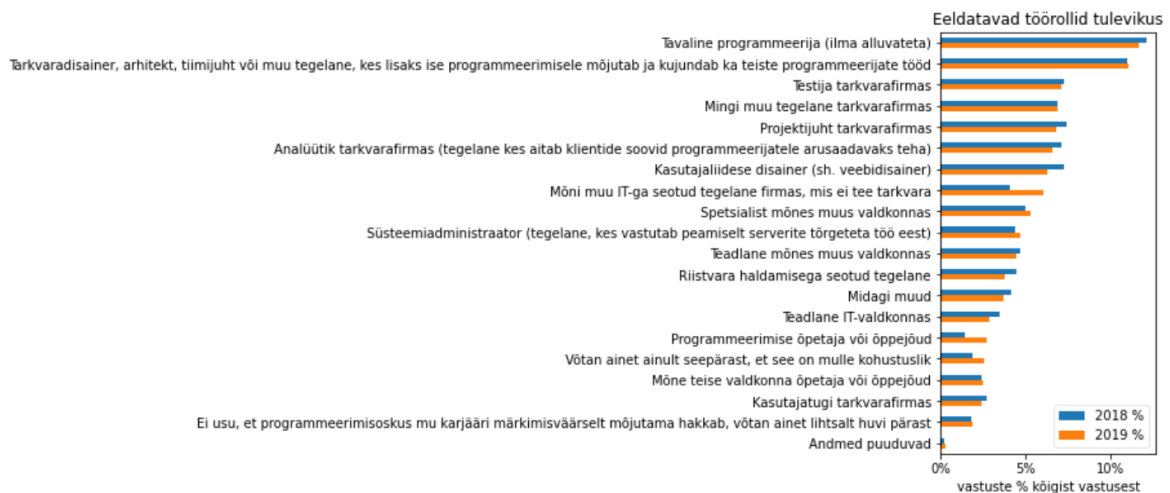 Eeldatavad töörollid tulevikus
Tavaline programmeerija (ilma alluvateta)
Tarkvaradisainer, arhitekt, tiimijuht või muu tegelane, kes lisaks ise programmeerimisele mõjutab ja kujundab ka teiste programmeerijate tööd
Testija tarkvarafirmas
Mingi muu tegelane tarkvarafirmas
Projektijuht tarkvarafirmas
Analüütik tarkvarafirmas (tegelane kes aitab klientide soovid programmeerijatele arusaadavaks teha)
Kasutajaliidese disainer (sh. veebidisainer)
Mõni muu IT-ga seotud tegelane firmas, mis ei tee tarkvara
Spetsialist mõnes muus valdkonnas
Süsteemiadministraator (tegelane, kes vastutab peamiselt serverite tõrgeteta töö eest)
Teadlane mõnes muus valdkonnas
Riistvara haldamisega seotud tegelane
Midagi muud
Teadlane IT-valdkonnas
Programmeerimise õpetaja või õppejõud
Võtan ainet ainult seepärast, et see on mulle kohustuslik
Mõne teise valdkonna õpetaja või õppejõud
Kasutajatugi tarkvarafirmas
Ei usu, et programmeerimisoskus mu karjääri märkimisväärselt mõjutama hakkab, võtan ainet lihtsalt huvi pärast
Andmed puuduvad
2018 %
2019 %
0% 5% 10%
vastuste % kõigist vastusest